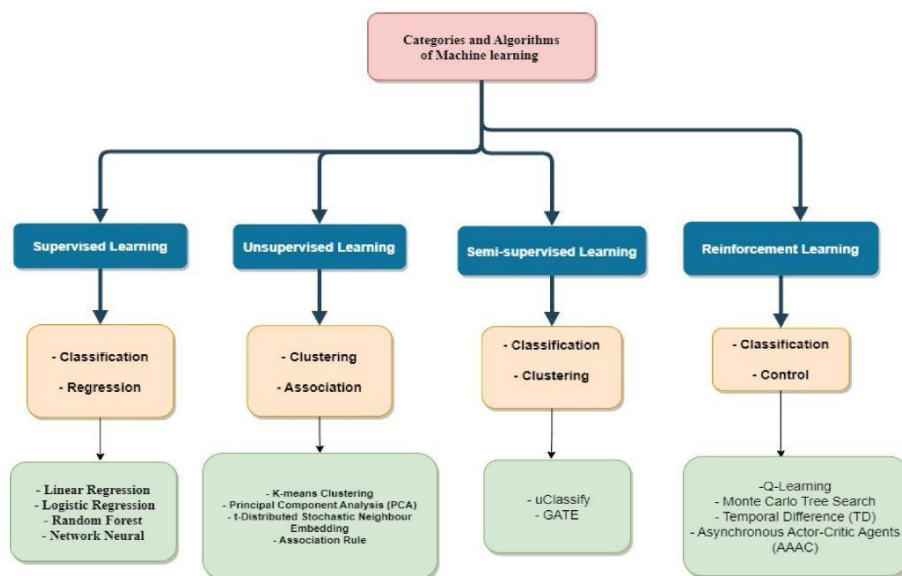 Categories and Algorithms
of Machine learning
Supervised Learning
Unsupervised Learning
Semi-supervised Learning
Reinforcement Learning
- Classification
- Regression
- Clustering
- Association
- Classification
- Clustering
- Classification
- Control
- Linear Regression
- Logistic Regression
- Random Forest
- Network Neural
- K-means Clustering
- Principal Component Analysis (PCA)
- t-Distributed Stochastic Neighbour
Embedding
- Association Rule
- uClassify
- GATE
-Q-Learning
- Monte Carlo Tree Search
- Temporal Difference (TD)
- Asynchronous Actor-Critic Agents
(AAAC)